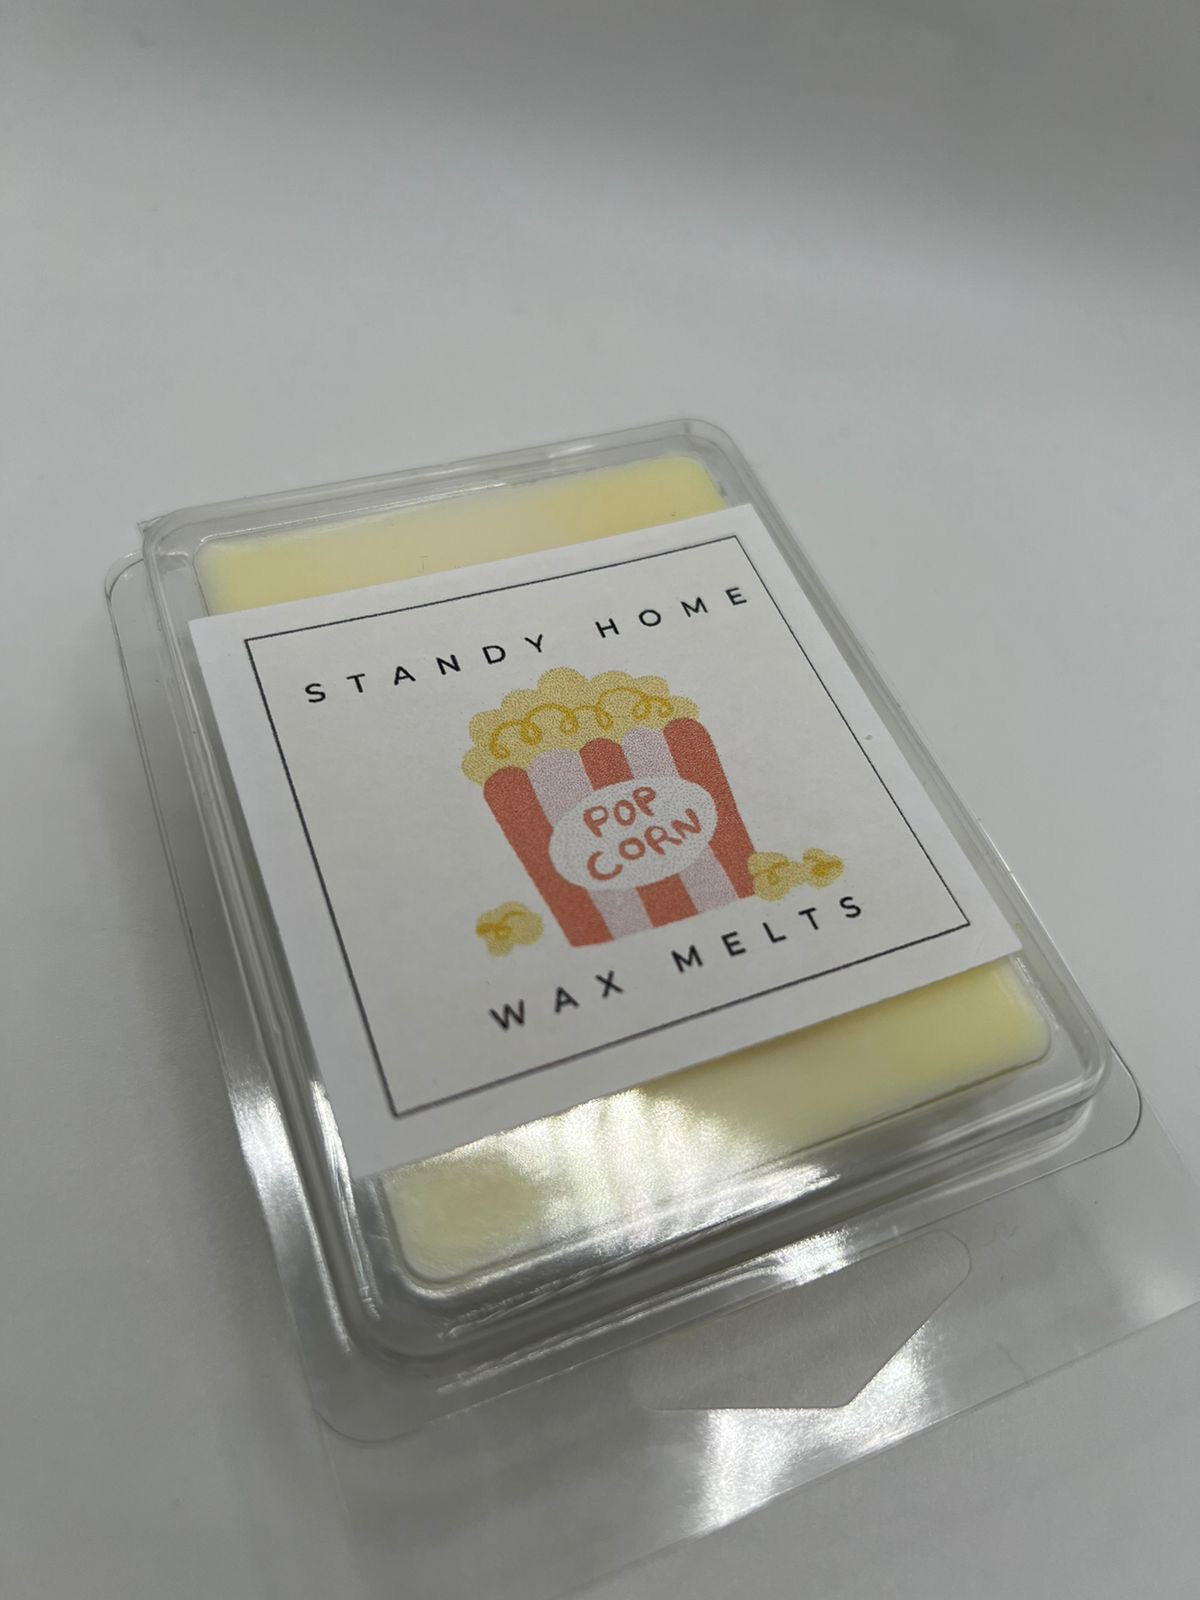 STANDY HOME
POP
CORN
WAX MELTS